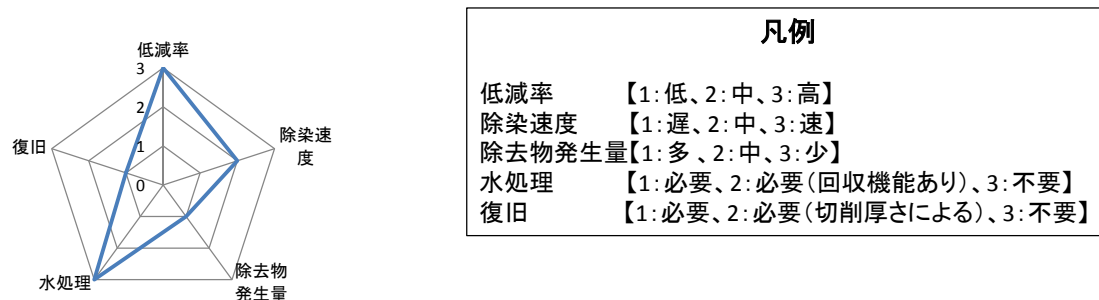 低減率
3
2
1
0
除染速
度
除去物
発生量
水処理
復旧
凡例
低減率 【1:低、2:中、3:高】
除染速度 【1:遅、2:中、3:速】
除去物発生量【1:多、2:中、3:少】
水処理 【1:必要、2:必要(回収機能あり)、3:不要】
復旧 【1:必要、2:必要(切削厚さによる)、3:不要】